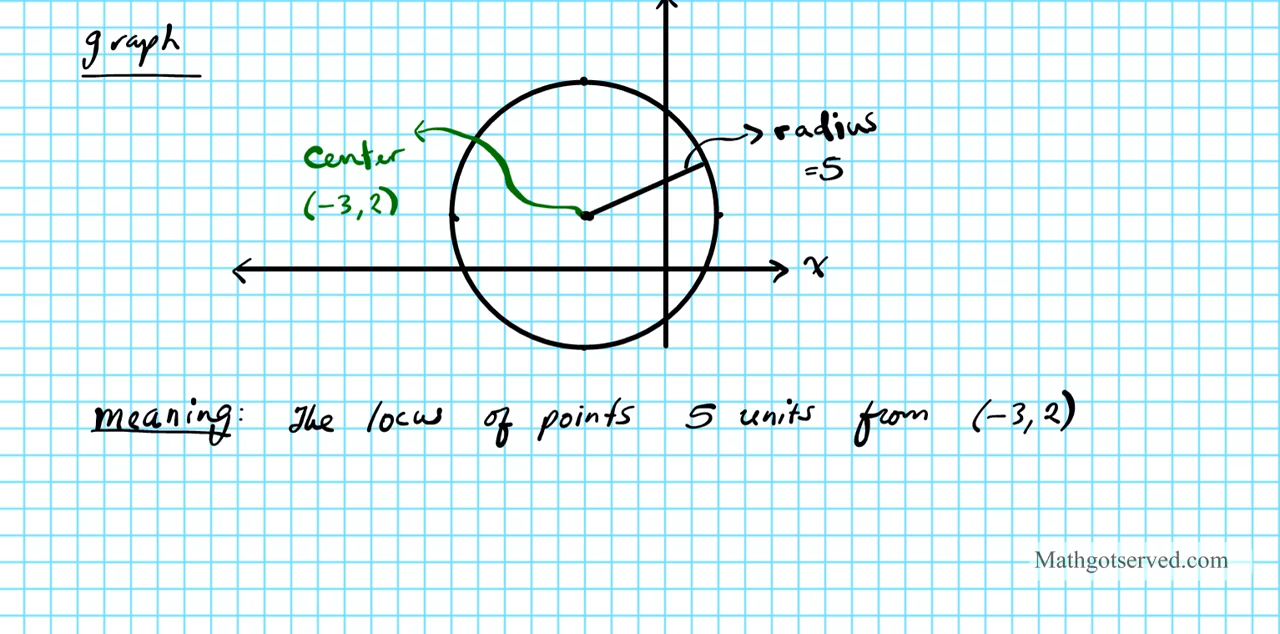 graph
center
(-3, 2)
radius
=5
x
meaning: The locus of points 5 units from (-3, 2)
Mathgotserved.com